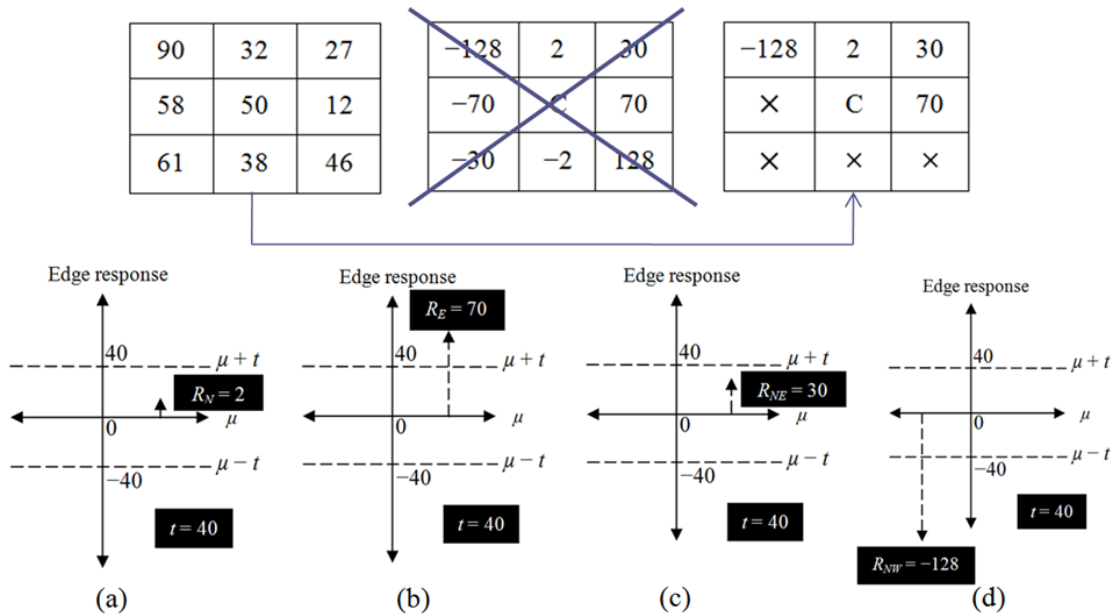 90 32 27
58 50 12
61 38 46
−128 2 30
−70 C 70
−30 −2 128
−128 2 30
× C 70
× × ×
Edge response
40
μ + t
R_N = 2
0
μ
μ − t
−40
t = 40
(a)
Edge response
R_E = 70
40
μ + t
0
μ
μ − t
−40
t = 40
(b)
Edge response
40
μ + t
R_NE = 30
0
μ
μ − t
−40
t = 40
(c)
Edge response
40
μ + t
0
μ
μ − t
−40
t = 40
R_NW = −128
(d)